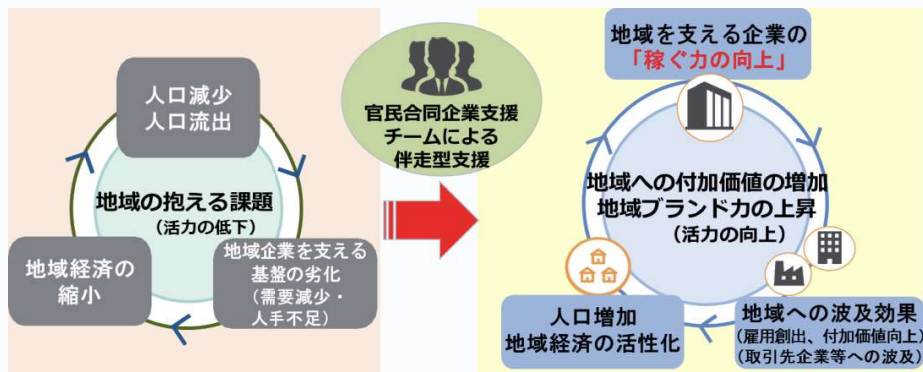 人口減少
人口流出
地域の抱える課題
（活力の低下）
地域企業を支える
基盤の劣化
（需要減少・
人手不足）
地域経済の
縮小
官民合同企業支援
チームによる
伴走型支援
地域を支える企業の
「稼ぐ力の向上」
地域への付加価値の増加
地域ブランド力の上昇
（活力の向上）
地域への波及効果
（雇用創出、付加価値向上）
（取引先企業等への波及）
人口増加
地域経済の活性化